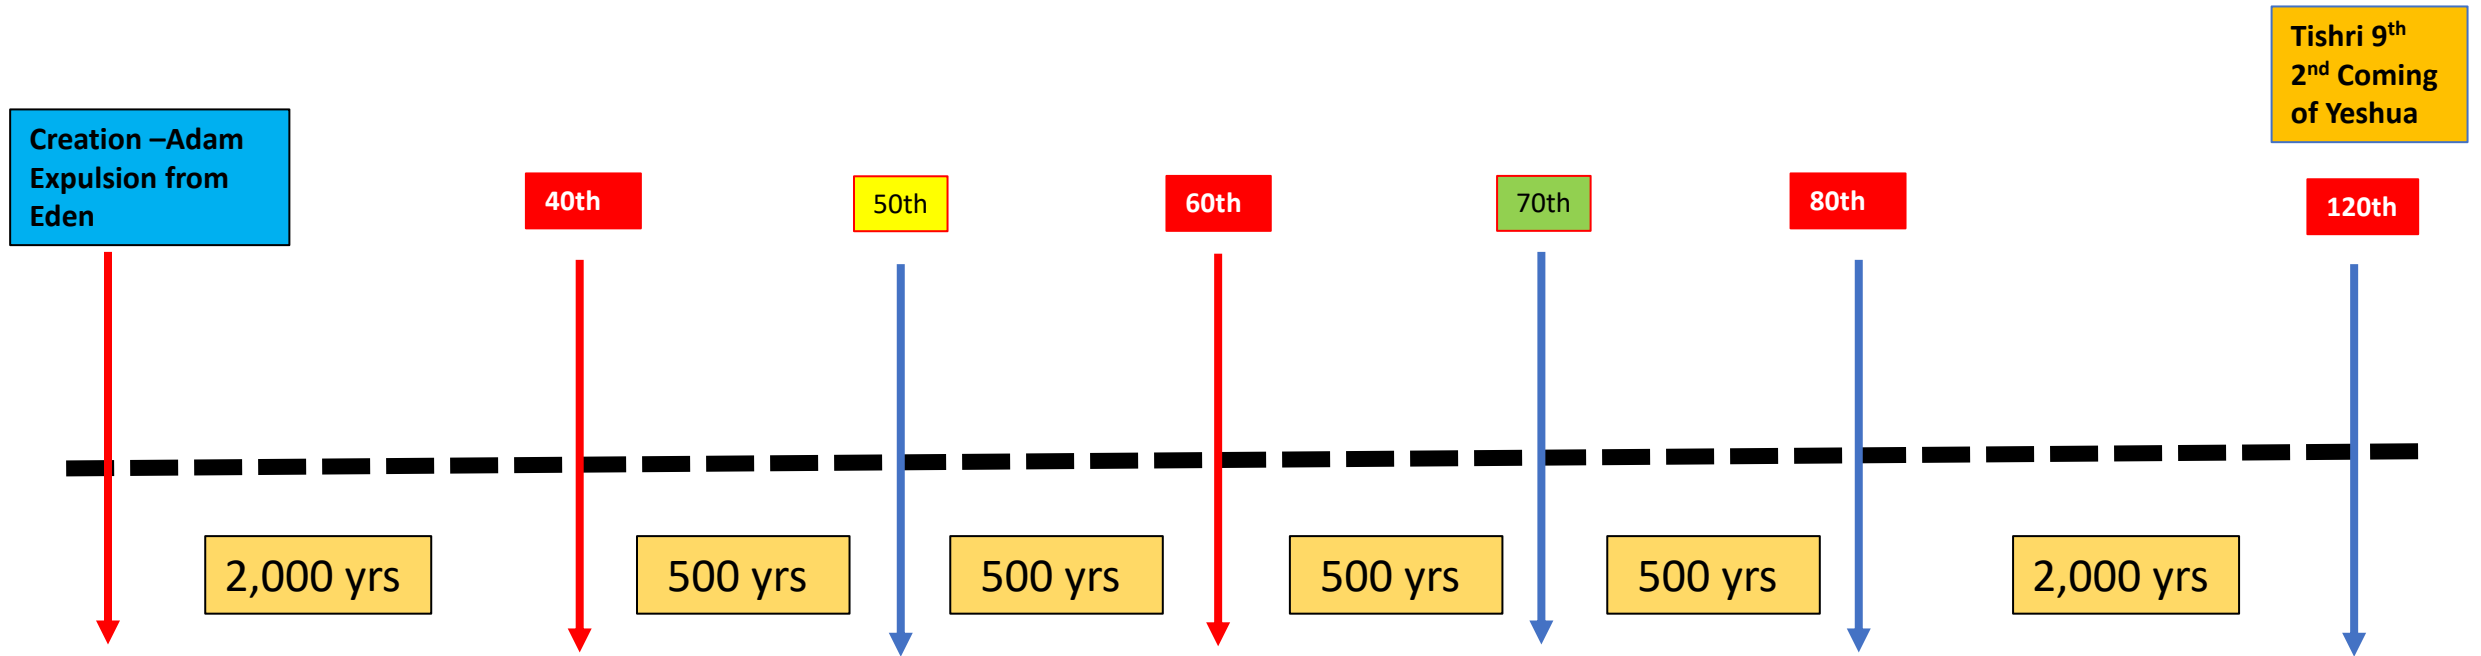 Tishri 9th
2nd Coming
of Yeshua
Creation –Adam
Expulsion from
Eden
40th
50th
60th
70th
80th
120th
2,000 yrs
500 yrs
500 yrs
500 yrs
500 yrs
2,000 yrs